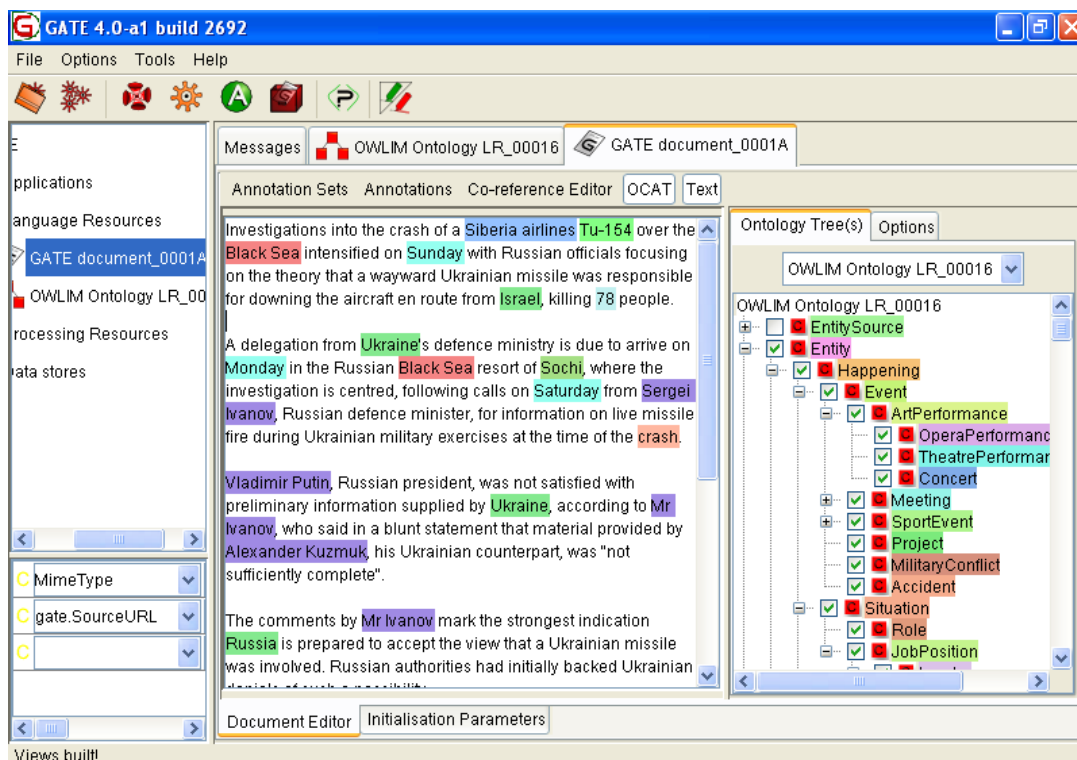 GATE 4.0-a1 build 2692
File Options Tools Help
Messages OWLIM Ontology LR_00016 GATE document_0001A
E
pplications
anguage Resources
GATE document_0001A
OWLIM Ontology LR_00
rocessing Resources
ata stores
MimeType
gate.SourceURL
Annotation Sets Annotations Co-reference Editor OCAT Text
Investigations into the crash of a Siberia airlines Tu-154 over the
Black Sea intensified on Sunday with Russian officials focusing
on the theory that a wayward Ukrainian missile was responsible
for downing the aircraft en route from Israel, killing 78 people.
A delegation from Ukraine's defence ministry is due to arrive on
Monday in the Russian Black Sea resort of Sochi, where the
investigation is centred, following calls on Saturday from Sergei
Ivanov, Russian defence minister, for information on live missile
fire during Ukrainian military exercises at the time of the crash.
Vladimir Putin, Russian president, was not satisfied with
preliminary information supplied by Ukraine, according to Mr
Ivanov, who said in a blunt statement that material provided by
Alexander Kuzmuk, his Ukrainian counterpart, was "not
sufficiently complete".
The comments by Mr Ivanov mark the strongest indication
Russia is prepared to accept the view that a Ukrainian missile
was involved. Russian authorities had initially backed Ukrainian
denials of such a possibility
Ontology Tree(s) Options
OWLIM Ontology LR_00016
OWLIM Ontology LR_00016
EntitySource
Entity
Happening
Event
ArtPerformance
OperaPerformanc
TheatrePerformar
Concert
Meeting
SportEvent
Project
MilitaryConflict
Accident
Situation
Role
JobPosition
Document Editor Initialisation Parameters
Views built!